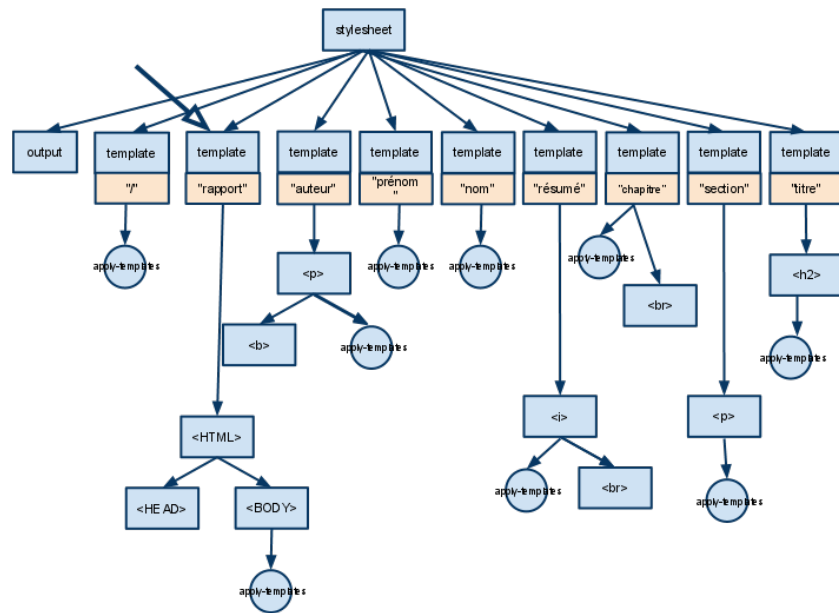 stylesheet
output
template
template
template
template
template
template
template
template
template
"/"
"rapport"
"auteur"
"prénom
"
"nom"
"résumé"
"chapitre"
"section"
"titre"
apply-templates
<p>
apply-templates
apply-templates
apply-templates
<h2>
<br>
<b>
apply-templates
apply-templates
<HTML>
<i>
<p>
<HEAD>
<BODY>
apply-templates
<br>
apply-templates
apply-templates